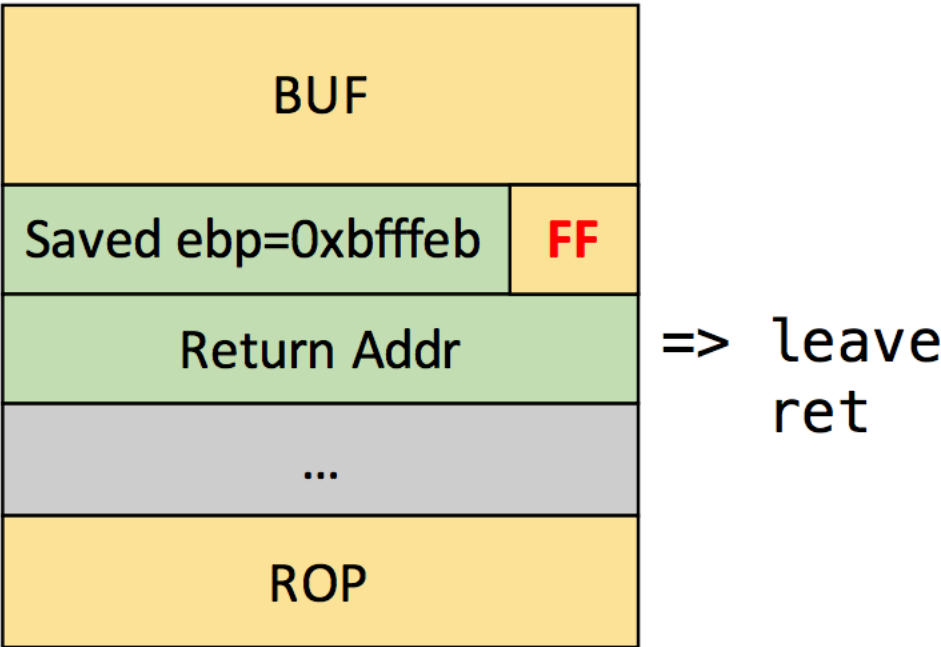 BUF
Saved ebp=0xbfffeb FF
Return Addr => leave
ret
...
ROP